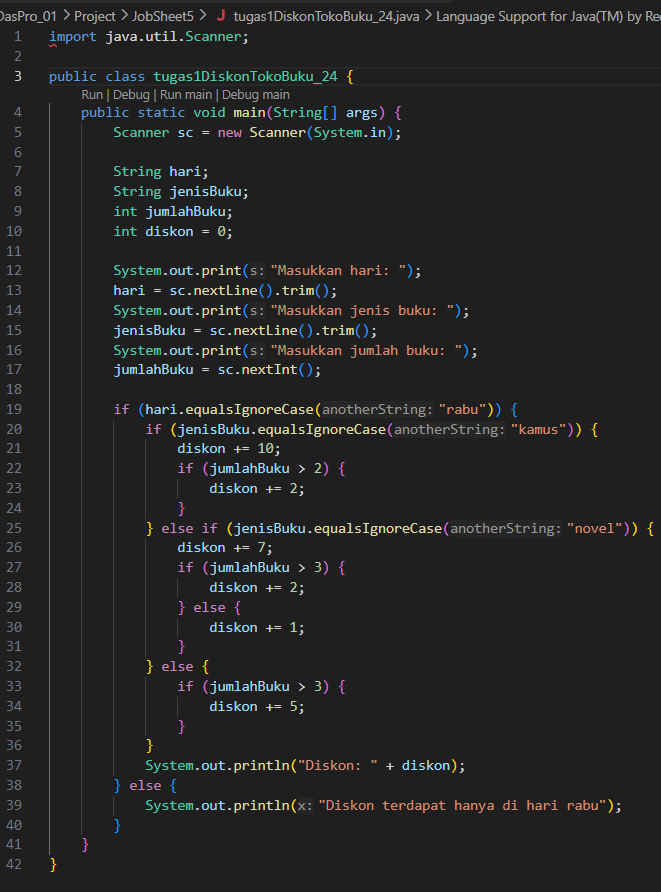 DasPro_01 > Project > JobSheet5 > J tugas1DiskonTokoBuku_24.java > Language Support for Java(TM) by Re
1 import java.util.Scanner;
2
3 public class tugas1DiskonTokoBuku_24 {
Run | Debug | Run main | Debug main
4     public static void main(String[] args) {
5         Scanner sc = new Scanner(System.in);
6
7         String hari;
8         String jenisBuku;
9         int jumlahBuku;
10         int diskon = 0;
11
12         System.out.print(s: "Masukkan hari: ");
13         hari = sc.nextLine().trim();
14         System.out.print(s: "Masukkan jenis buku: ");
15         jenisBuku = sc.nextLine().trim();
16         System.out.print(s: "Masukkan jumlah buku: ");
17         jumlahBuku = sc.nextInt();
18
19         if (hari.equalsIgnoreCase(anotherString: "rabu")) {
20             if (jenisBuku.equalsIgnoreCase(anotherString: "kamus")) {
21                 diskon += 10;
22                 if (jumlahBuku > 2) {
23                     diskon += 2;
24                 }
25             } else if (jenisBuku.equalsIgnoreCase(anotherString: "novel")) {
26                 diskon += 7;
27                 if (jumlahBuku > 3) {
28                     diskon += 2;
29                 } else {
30                     diskon += 1;
31                 }
32             } else {
33                 if (jumlahBuku > 3) {
34                     diskon += 5;
35                 }
36             }
37             System.out.println("Diskon: " + diskon);
38         } else {
39             System.out.println(x: "Diskon terdapat hanya di hari rabu");
40         }
41     }
42 }